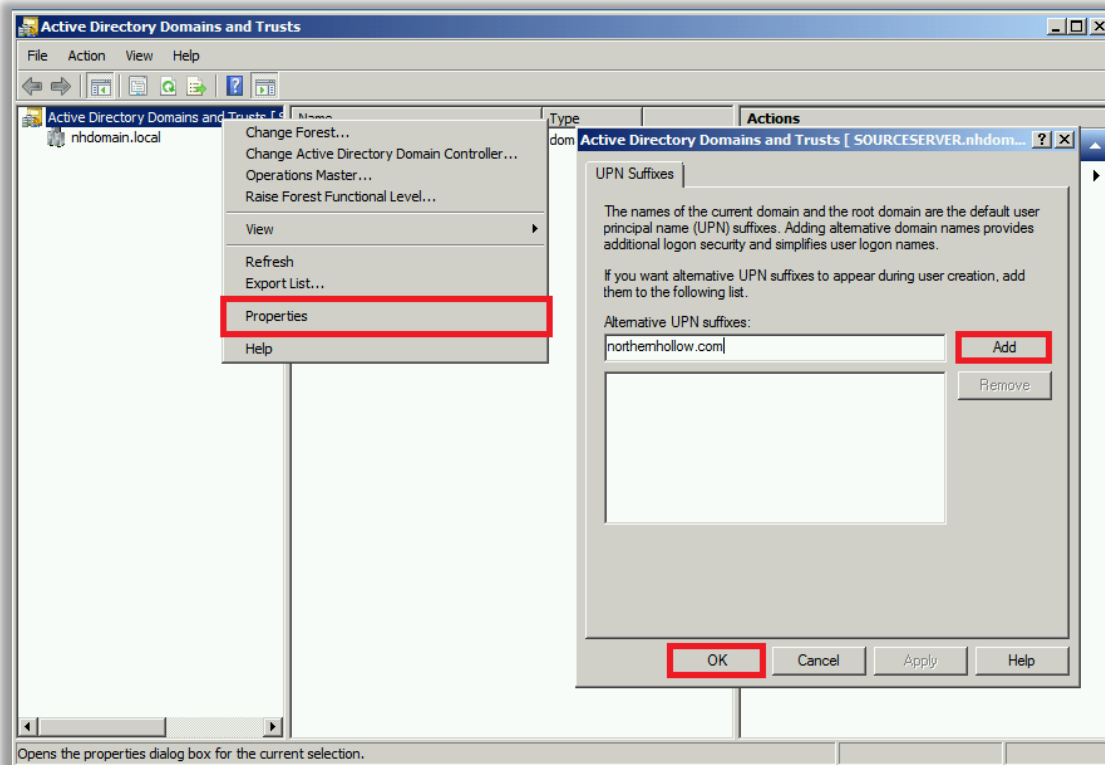 Active Directory Domains and Trusts
File Action View Help
Active Directory Domains and Trusts [ S
nhdomain.local
Name
Type
dom
Actions
Change Forest...
Change Active Directory Domain Controller...
Operations Master...
Raise Forest Functional Level...
View
Refresh
Export List...
Properties
Help
Active Directory Domains and Trusts [ SOURCESERVER.nhdom...
UPN Suffixes
The names of the current domain and the root domain are the default user
principal name (UPN) suffixes. Adding alternative domain names provides
additional logon security and simplifies user logon names.
If you want alternative UPN suffixes to appear during user creation, add
them to the following list.
Alternative UPN suffixes:
northernhollow.com
Add
Remove
OK Cancel Apply Help
Opens the properties dialog box for the current selection.